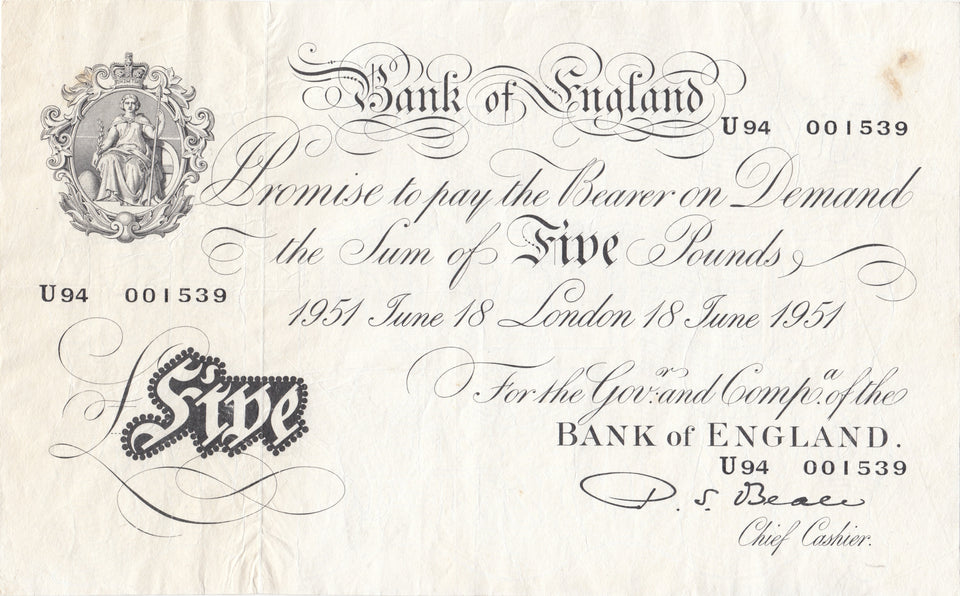 Bank of England
U94 001539
I Promise to pay the Bearer on Demand
the Sum of Five Pounds
U94 001539
1951 June 18 London 18 June 1951
£Five
For the Gov.r and Comp.a of the
BANK of ENGLAND.
U94 001539
P. S. Beale
Chief Cashier.